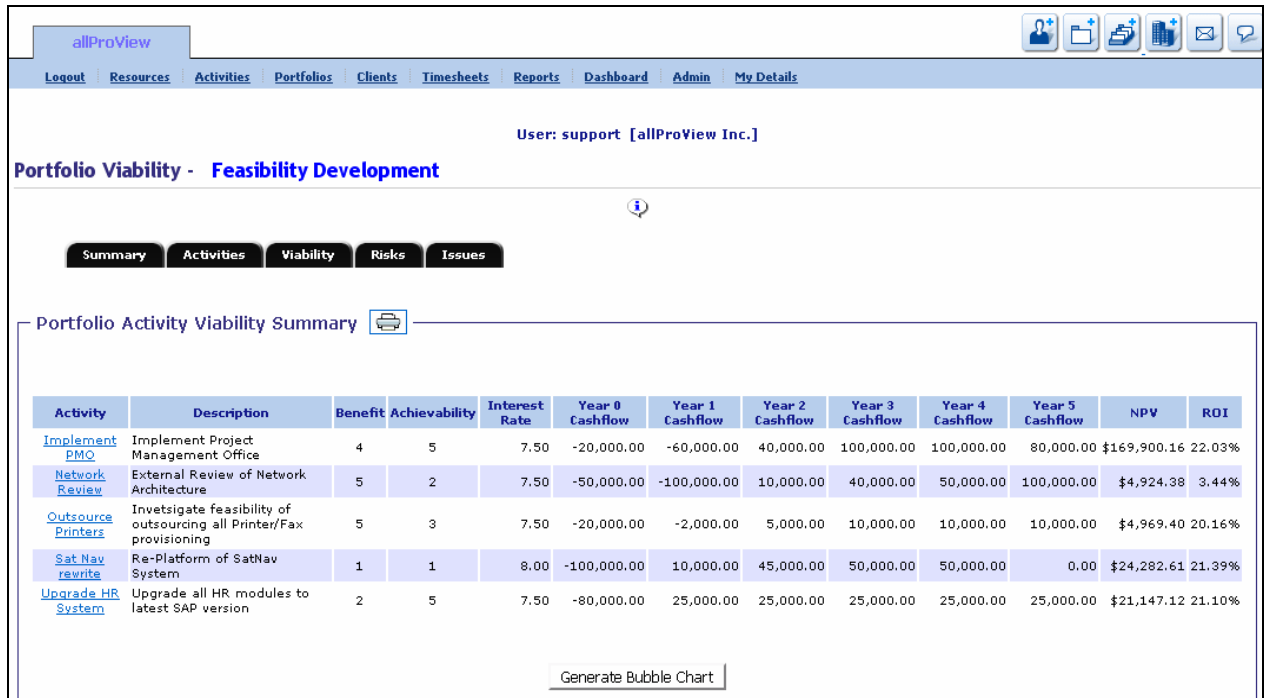 allProView
Logout Resources Activities Portfolios Clients Timesheets Reports Dashboard Admin My Details
User: support [allProView Inc.]
Portfolio Viability - Feasibility Development
Summary Activities Viability Risks Issues
Portfolio Activity Viability Summary
Activity Description Benefit Achievability Interest Rate Year 0 Cashflow Year 1 Cashflow Year 2 Cashflow Year 3 Cashflow Year 4 Cashflow Year 5 Cashflow NPV ROI
Implement PMO Implement Project Management Office 4 5 7.50 -20,000.00 -60,000.00 40,000.00 100,000.00 100,000.00 80,000.00 $169,900.16 22.03%
Network Review External Review of Network Architecture 5 2 7.50 -50,000.00 -100,000.00 10,000.00 40,000.00 50,000.00 100,000.00 $4,924.38 3.44%
Outsource Printers Invetsigate feasibility of outsourcing all Printer/Fax provisioning 5 3 7.50 -20,000.00 -2,000.00 5,000.00 10,000.00 10,000.00 10,000.00 $4,969.40 20.16%
Sat Nav rewrite Re-Platform of SatNav System 1 1 8.00 -100,000.00 10,000.00 45,000.00 50,000.00 50,000.00 0.00 $24,282.61 21.39%
Upgrade HR System Upgrade all HR modules to latest SAP version 2 5 7.50 -80,000.00 25,000.00 25,000.00 25,000.00 25,000.00 25,000.00 $21,147.12 21.10%
Generate Bubble Chart